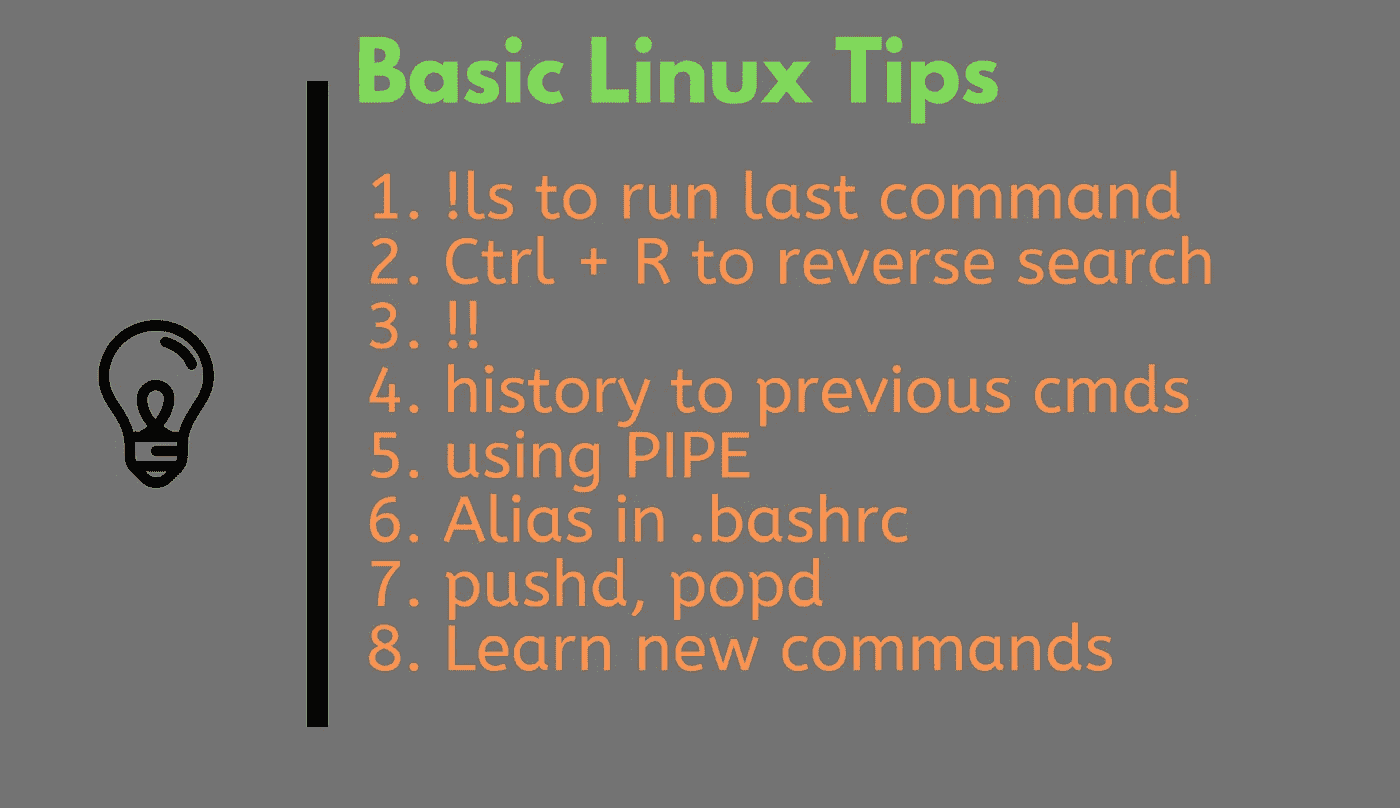 Basic Linux Tips
1. !ls to run last command
2. Ctrl + R to reverse search
3. !!
4. history to previous cmds
5. using PIPE
6. Alias in .bashrc
7. pushd, popd
8. Learn new commands